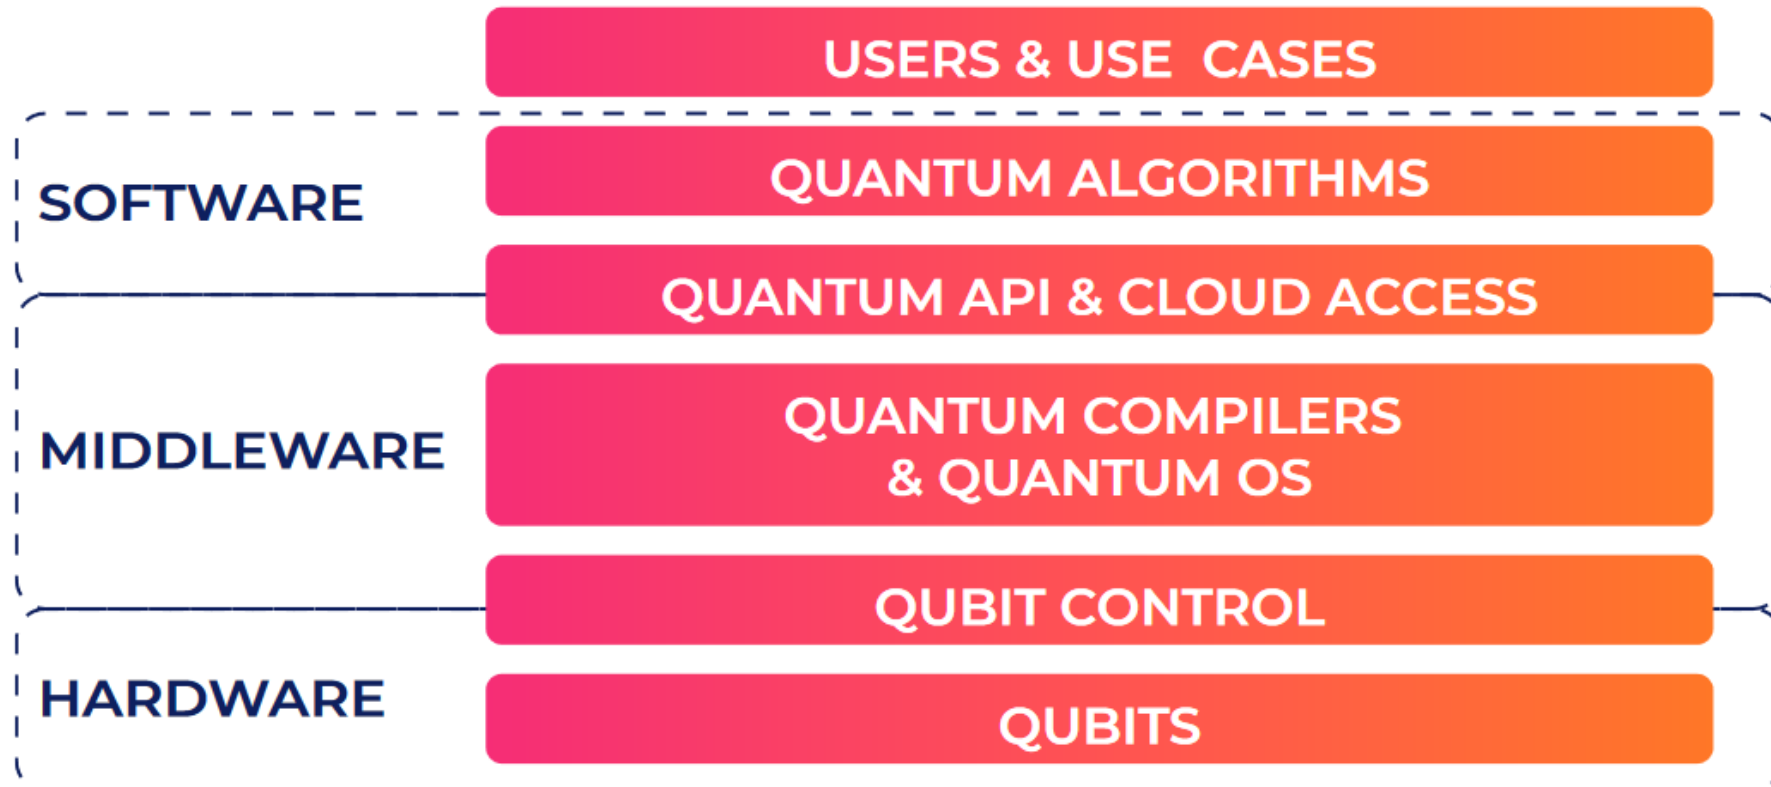 USERS & USE CASES
SOFTWARE
QUANTUM ALGORITHMS
QUANTUM API & CLOUD ACCESS
MIDDLEWARE
QUANTUM COMPILERS
& QUANTUM OS
QUBIT CONTROL
HARDWARE
QUBITS